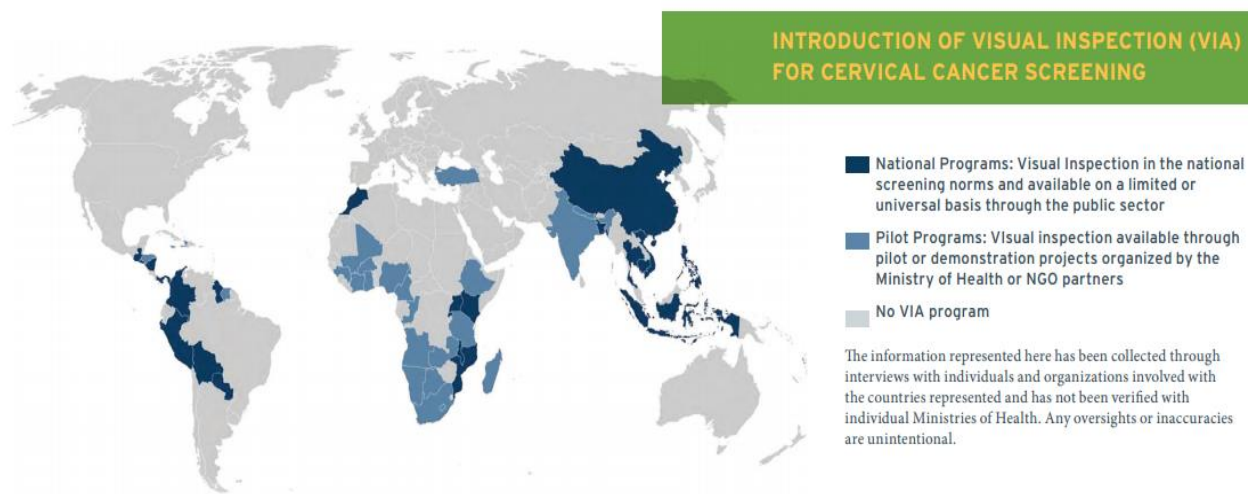 INTRODUCTION OF VISUAL INSPECTION (VIA)
FOR CERVICAL CANCER SCREENING
National Programs: Visual Inspection in the national
screening norms and available on a limited or
universal basis through the public sector
Pilot Programs: VIsual inspection available through
pilot or demonstration projects organized by the
Ministry of Health or NGO partners
No VIA program
The information represented here has been collected through
interviews with individuals and organizations involved with
the countries represented and has not been verified with
individual Ministries of Health. Any oversights or inaccuracies
are unintentional.